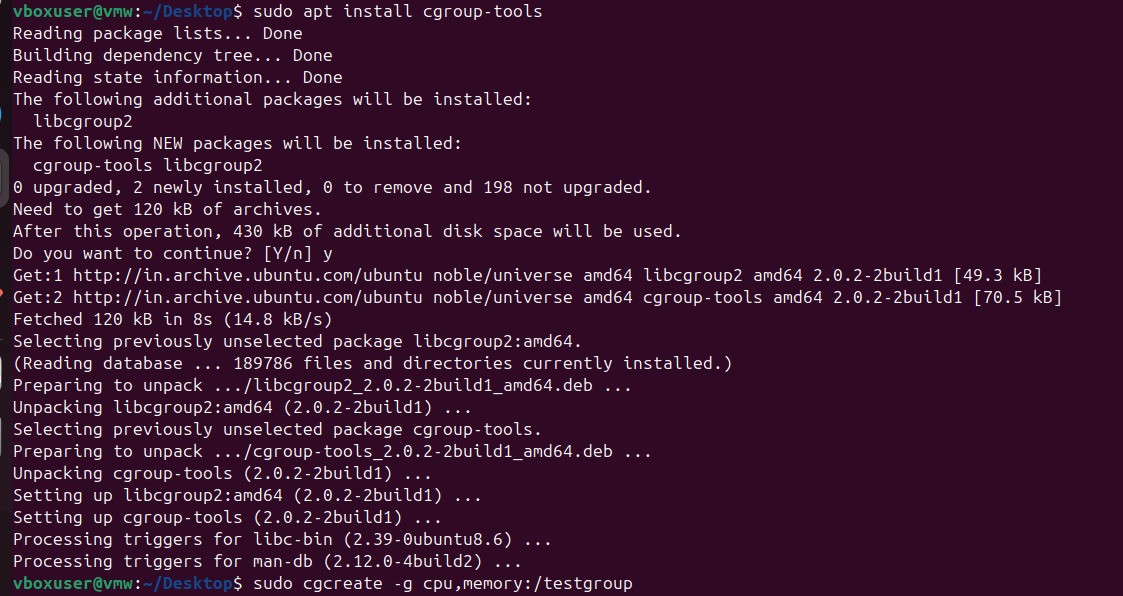 vboxuser@vmw:~/Desktop$ sudo apt install cgroup-tools
Reading package lists... Done
Building dependency tree... Done
Reading state information... Done
The following additional packages will be installed:
  libcgroup2
The following NEW packages will be installed:
  cgroup-tools libcgroup2
0 upgraded, 2 newly installed, 0 to remove and 198 not upgraded.
Need to get 120 kB of archives.
After this operation, 430 kB of additional disk space will be used.
Do you want to continue? [Y/n] y
Get:1 http://in.archive.ubuntu.com/ubuntu noble/universe amd64 libcgroup2 amd64 2.0.2-2build1 [49.3 kB]
Get:2 http://in.archive.ubuntu.com/ubuntu noble/universe amd64 cgroup-tools amd64 2.0.2-2build1 [70.5 kB]
Fetched 120 kB in 8s (14.8 kB/s)
Selecting previously unselected package libcgroup2:amd64.
(Reading database ... 189786 files and directories currently installed.)
Preparing to unpack .../libcgroup2_2.0.2-2build1_amd64.deb ...
Unpacking libcgroup2:amd64 (2.0.2-2build1) ...
Selecting previously unselected package cgroup-tools.
Preparing to unpack .../cgroup-tools_2.0.2-2build1_amd64.deb ...
Unpacking cgroup-tools (2.0.2-2build1) ...
Setting up libcgroup2:amd64 (2.0.2-2build1) ...
Setting up cgroup-tools (2.0.2-2build1) ...
Processing triggers for libc-bin (2.39-0ubuntu8.6) ...
Processing triggers for man-db (2.12.0-4build2) ...
vboxuser@vmw:~/Desktop$ sudo cgcreate -g cpu,memory:/testgroup